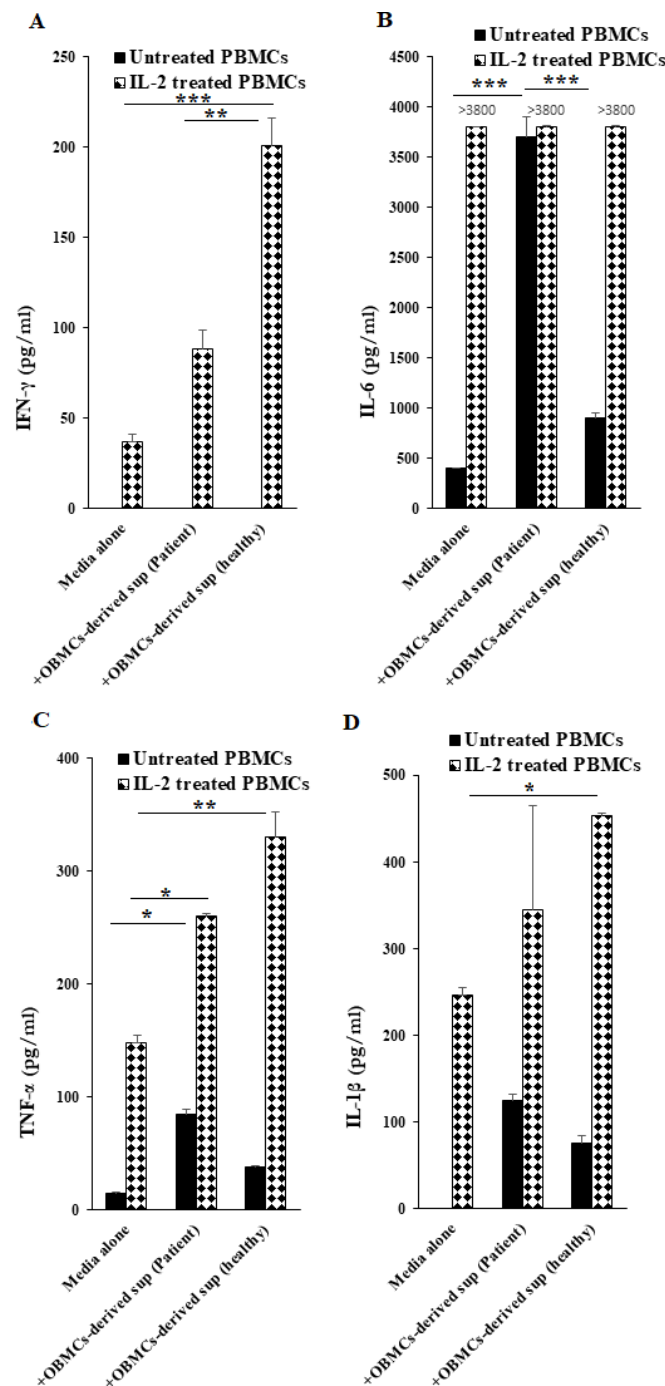 A
Untreated PBMCs
IL-2 treated PBMCs
***
**
250
200
150
100
50
0
IFN-γ (pg/ml)
Media alone
+OBMCs-derived sup (Patient)
+OBMCs-derived sup (healthy)
B
Untreated PBMCs
IL-2 treated PBMCs
*** ***
>3800 >3800 >3800
4500
4000
3500
3000
2500
2000
1500
1000
500
0
IL-6 (pg/ml)
Media alone
+OBMCs-derived sup (Patient)
+OBMCs-derived sup (healthy)
C
Untreated PBMCs
IL-2 treated PBMCs
**
*
*
400
300
200
100
0
TNF-α (pg/ml)
Media alone
+OBMCs-derived sup (Patient)
+OBMCs-derived sup (healthy)
D
Untreated PBMCs
IL-2 treated PBMCs
*
500
400
300
200
100
0
IL-1β (pg/ml)
Media alone
+OBMCs-derived sup (Patient)
+OBMCs-derived sup (healthy)